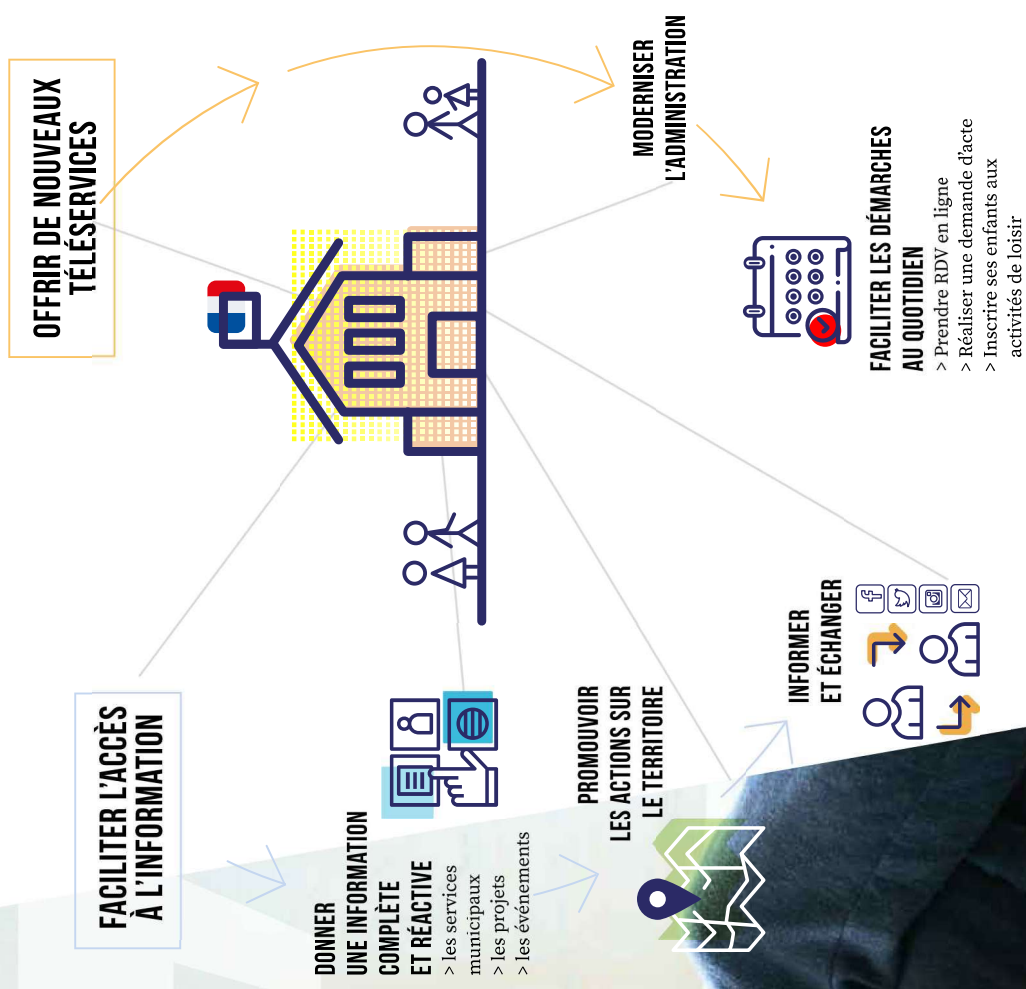 FACILITER L'ACCÈS
À L'INFORMATION
DONNER
UNE INFORMATION
COMPLÈTE
ET RÉACTIVE
> les services
municipaux
> les projets
> les événements
PROMOUVOIR
LES ACTIONS SUR
LE TERRITOIRE
INFORMER
ET ÉCHANGER
OFFRIR DE NOUVEAUX
TÉLÉSERVICES
MODERNISER
L'ADMINISTRATION
FACILITER LES DÉMARCHES
AU QUOTIDIEN
> Prendre RDV en ligne
> Réaliser une demande d'acte
> Inscrire ses enfants aux
activités de loisir